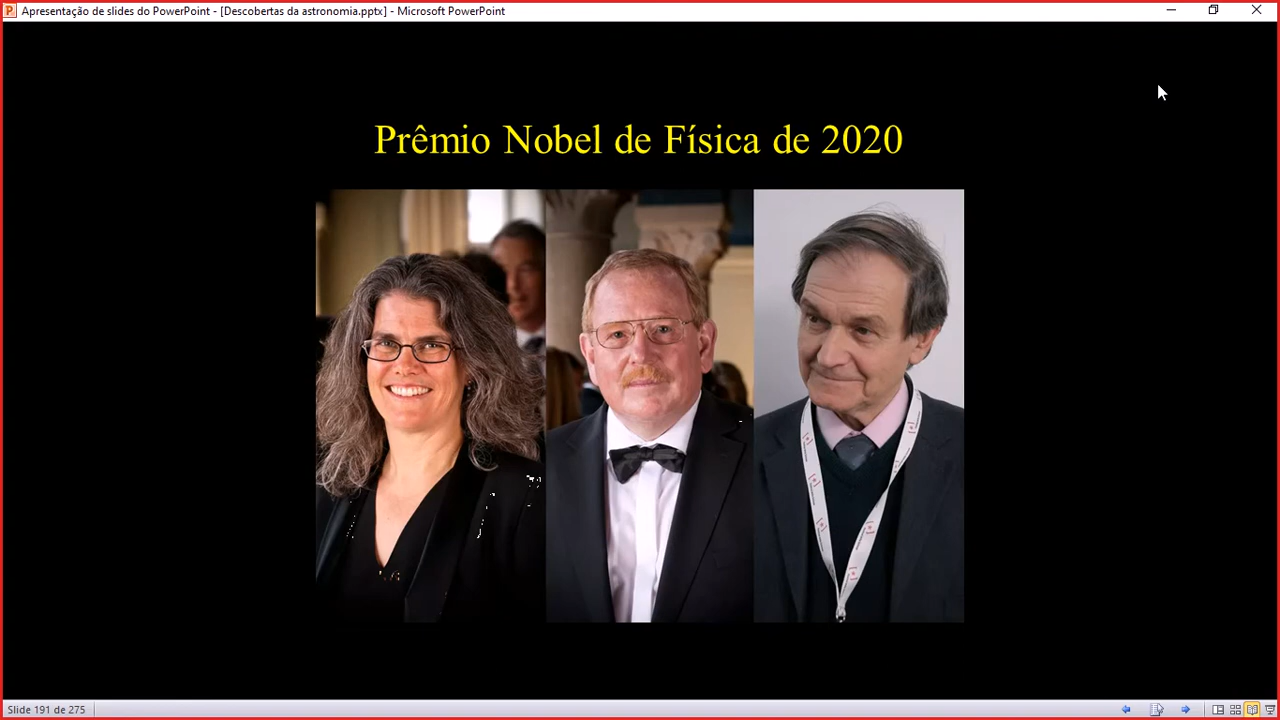 Apresentação de slides do PowerPoint - [Descobertas da astronomia.pptx] - Microsoft PowerPoint
Prêmio Nobel de Física de 2020
Slide 191 de 275